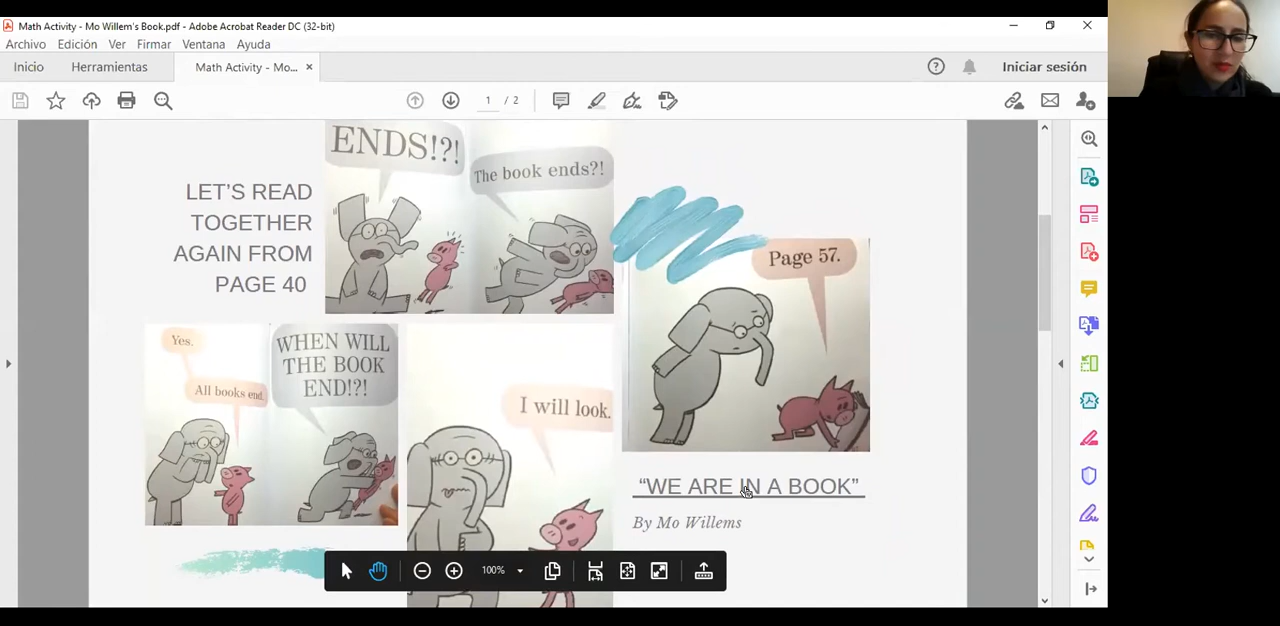 Math Activity - Mo Willem's Book.pdf - Adobe Acrobat Reader DC (32-bit)
Archivo Edición Ver Firmar Ventana Ayuda
Inicio Herramientas Math Activity - Mo... × Iniciar sesión
1 / 2
LET'S READ
TOGETHER
AGAIN FROM
PAGE 40
ENDS!?!
The book ends?!
Page 57.
Yes.
All books end.
WHEN WILL
THE BOOK
END!?!
I will look.
"WE ARE IN A BOOK"
By Mo Willems
100%